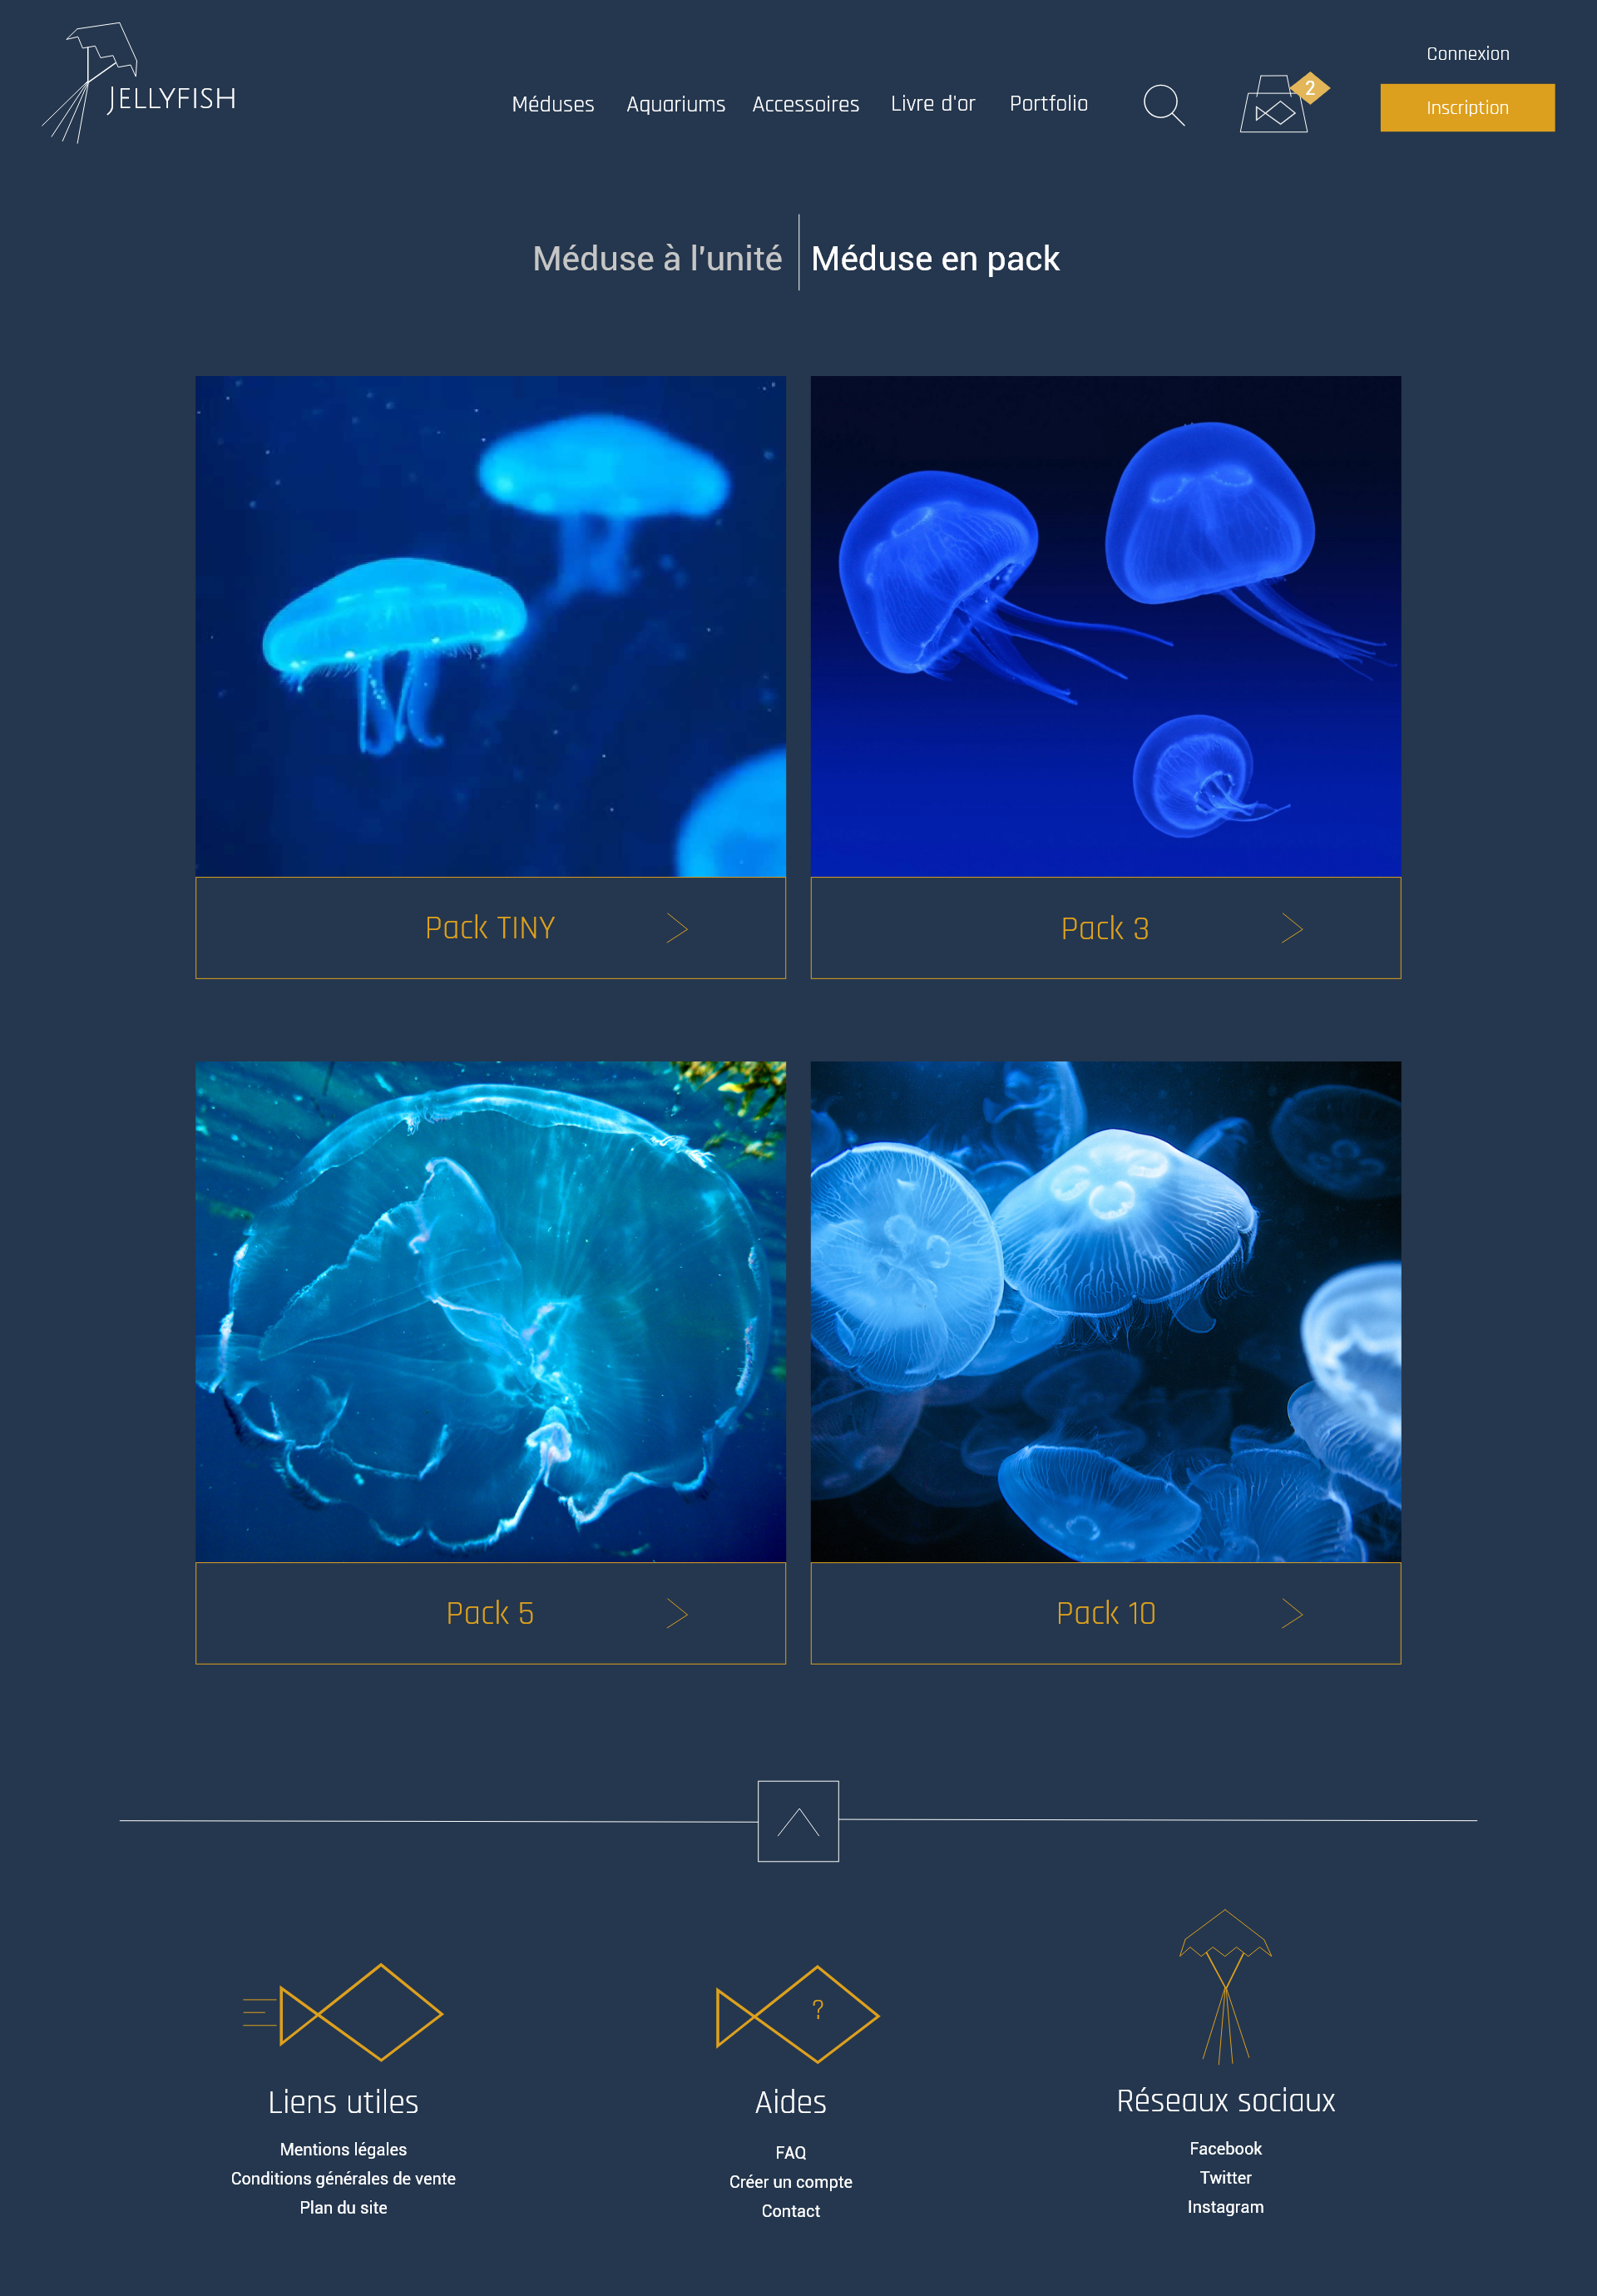 JELLYFISH
Méduses
Aquariums
Accessoires
Livre d'or
Portfolio
2
Connexion
Inscription
Méduse à l'unité
Méduse en pack
Pack TINY
Pack 3
Pack 5
Pack 10
Liens utiles
Mentions légales
Conditions générales de vente
Plan du site
?
Aides
FAQ
Créer un compte
Contact
Réseaux sociaux
Facebook
Twitter
Instagram